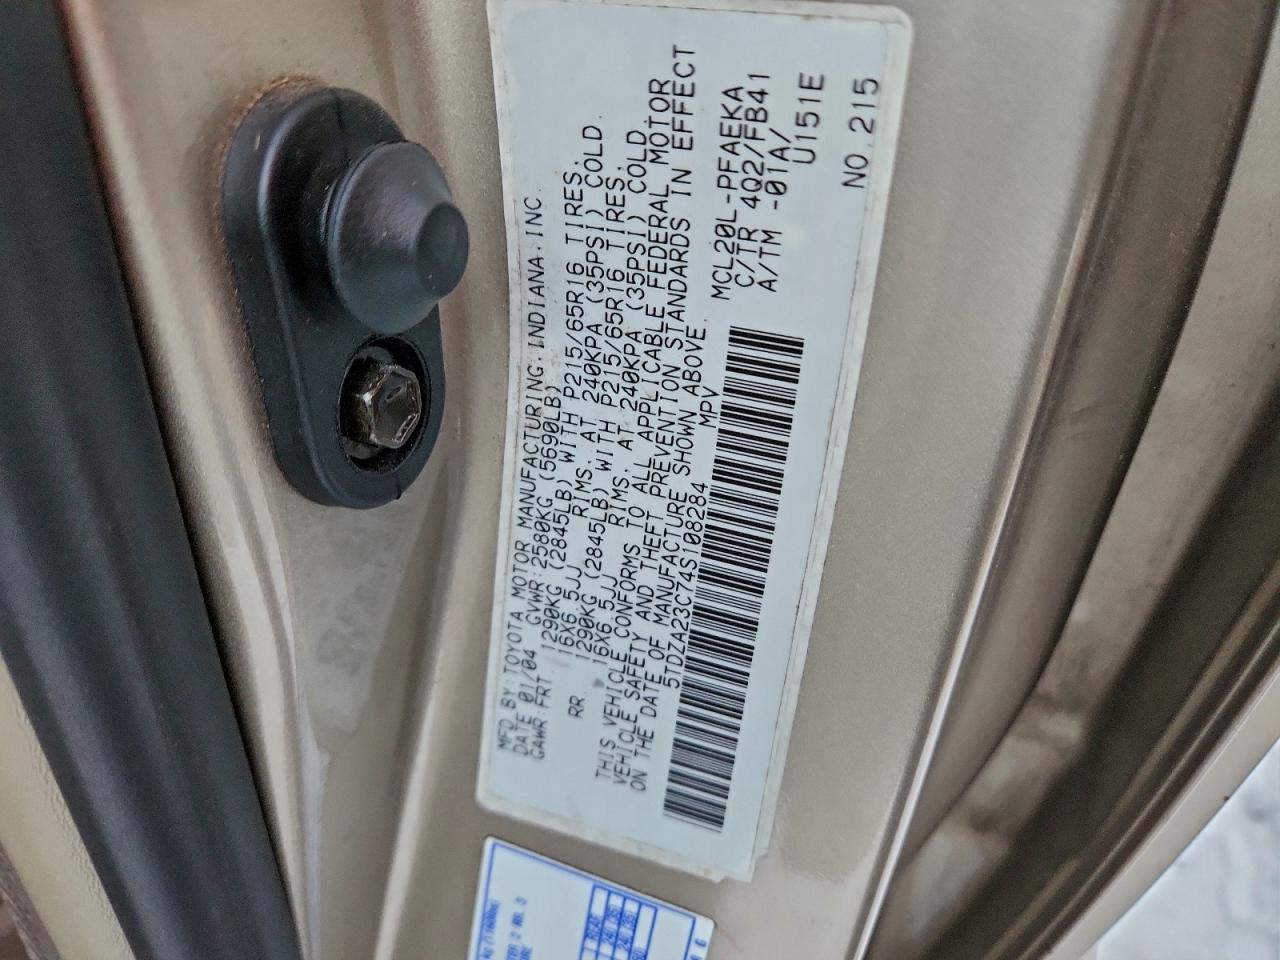 MFD BY:TOYOTA MOTOR MANUFACTURING.INDIANA.INC
DATE 01/04 GVWR:2580KG (5690LB)
GAWR:FRT 1290KG (2845LB) WITH P215/65R16 TIRES,
16X6.5JJ RIMS. AT 240KPA (35PSI) COLD.
RR 1290KG (2845LB) WITH P215/65R16 TIRES,
16X6.5JJ RIMS. AT 240KPA (35PSI) COLD
THIS VEHICLE CONFORMS TO ALL APPLICABLE FEDERAL MOTOR
VEHICLE SAFETY AND THEFT PREVENTION STANDARDS IN EFFECT
ON THE DATE OF MANUFACTURE SHOWN ABOVE.
5TDZA23C74S108284 MPV
MCL20L-PFAEKA
C/TR 4Q2/FB41
A/TM -01A/
U151E
NO.215